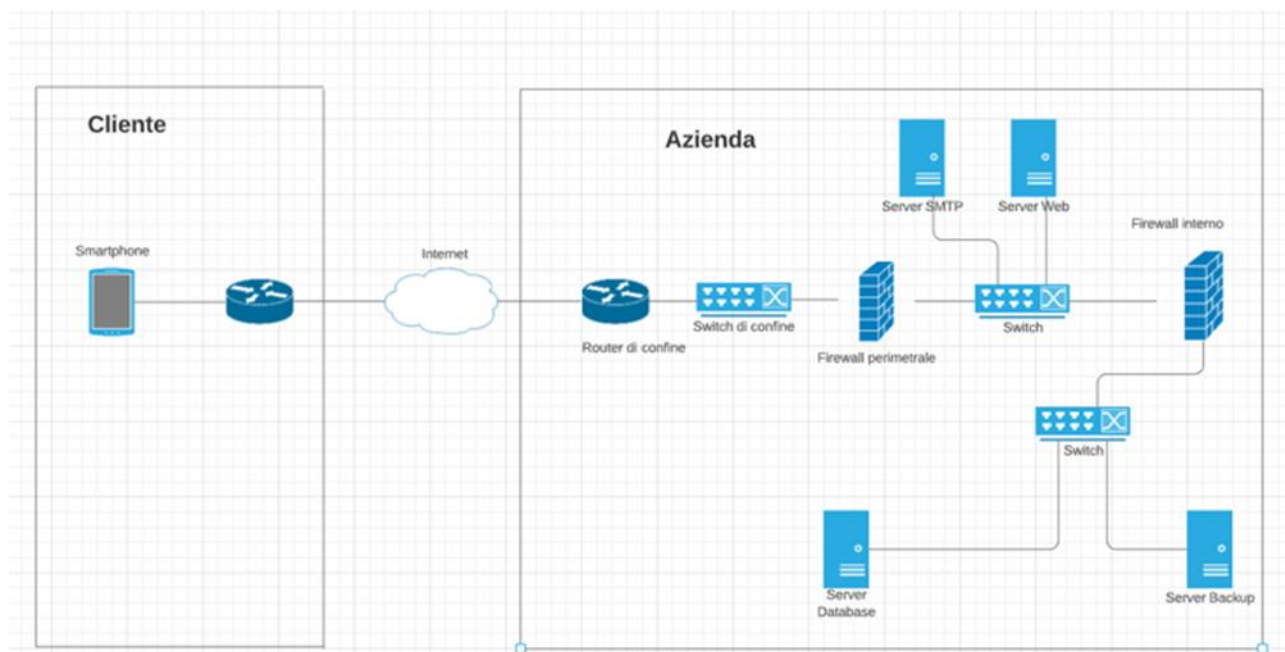 Cliente
Azienda
Server SMTP
Server Web
Firewall interno
Smartphone
Internet
Router di confine
Switch di confine
Firewall perimetrale
Switch
Switch
Server
Database
Server Backup